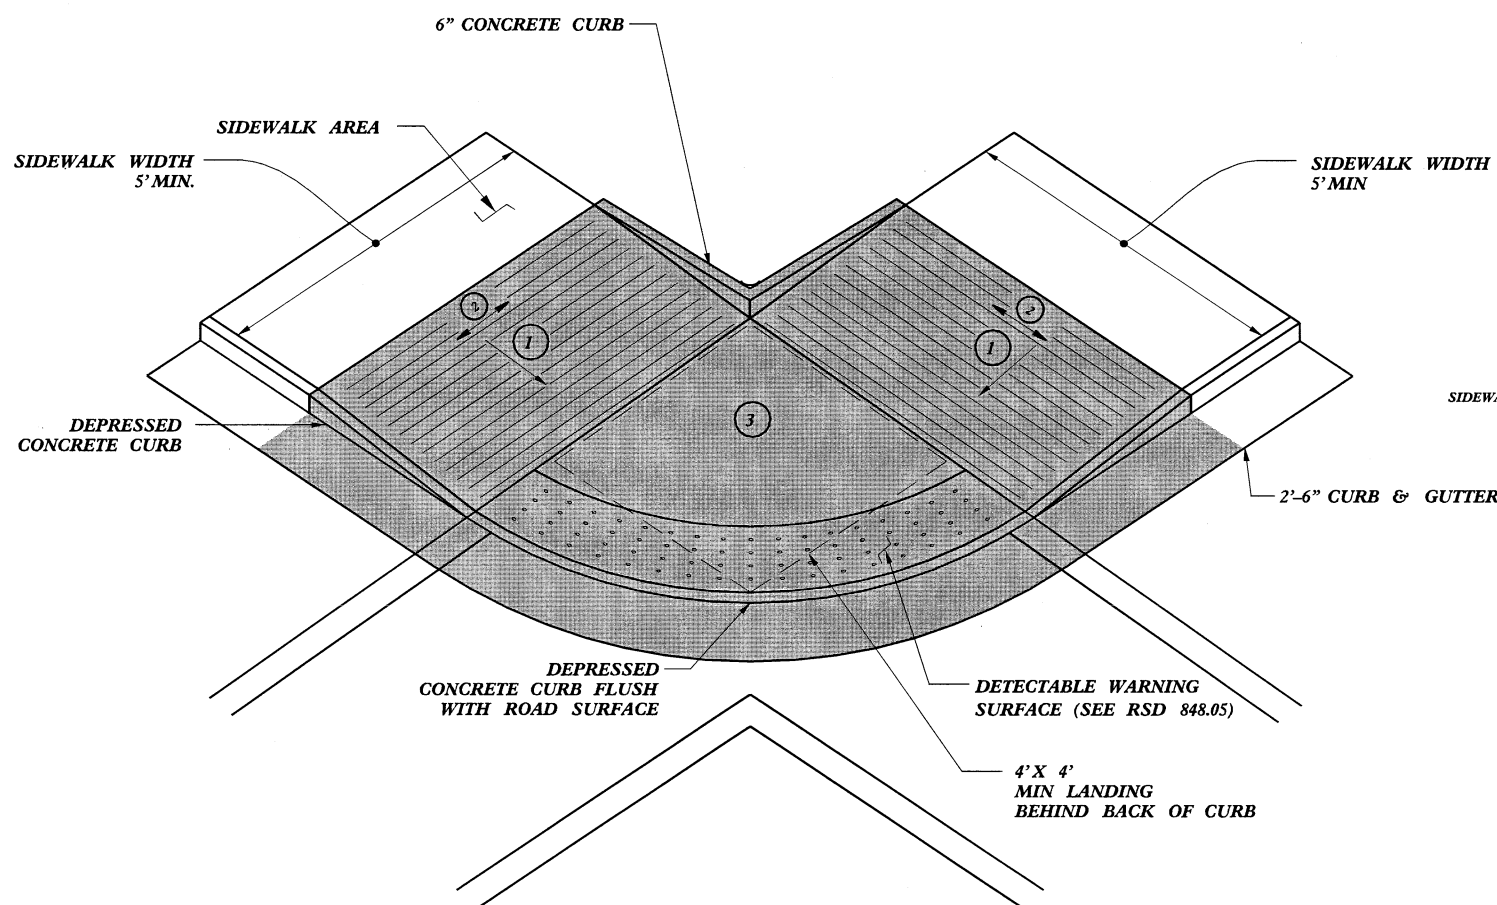 6” CONCRETE CURB
SIDEWALK AREA
SIDEWALK WIDTH
5’ MIN.
SIDEWALK WIDTH
5’ MIN
2
1
2
1
3
DEPRESSED
CONCRETE CURB
SIDEWA
2’–6” CURB & GUTTER
DEPRESSED
CONCRETE CURB FLUSH
WITH ROAD SURFACE
DETECTABLE WARNING
SURFACE (SEE RSD 848.05)
4’ X 4’
MIN LANDING
BEHIND BACK OF CURB